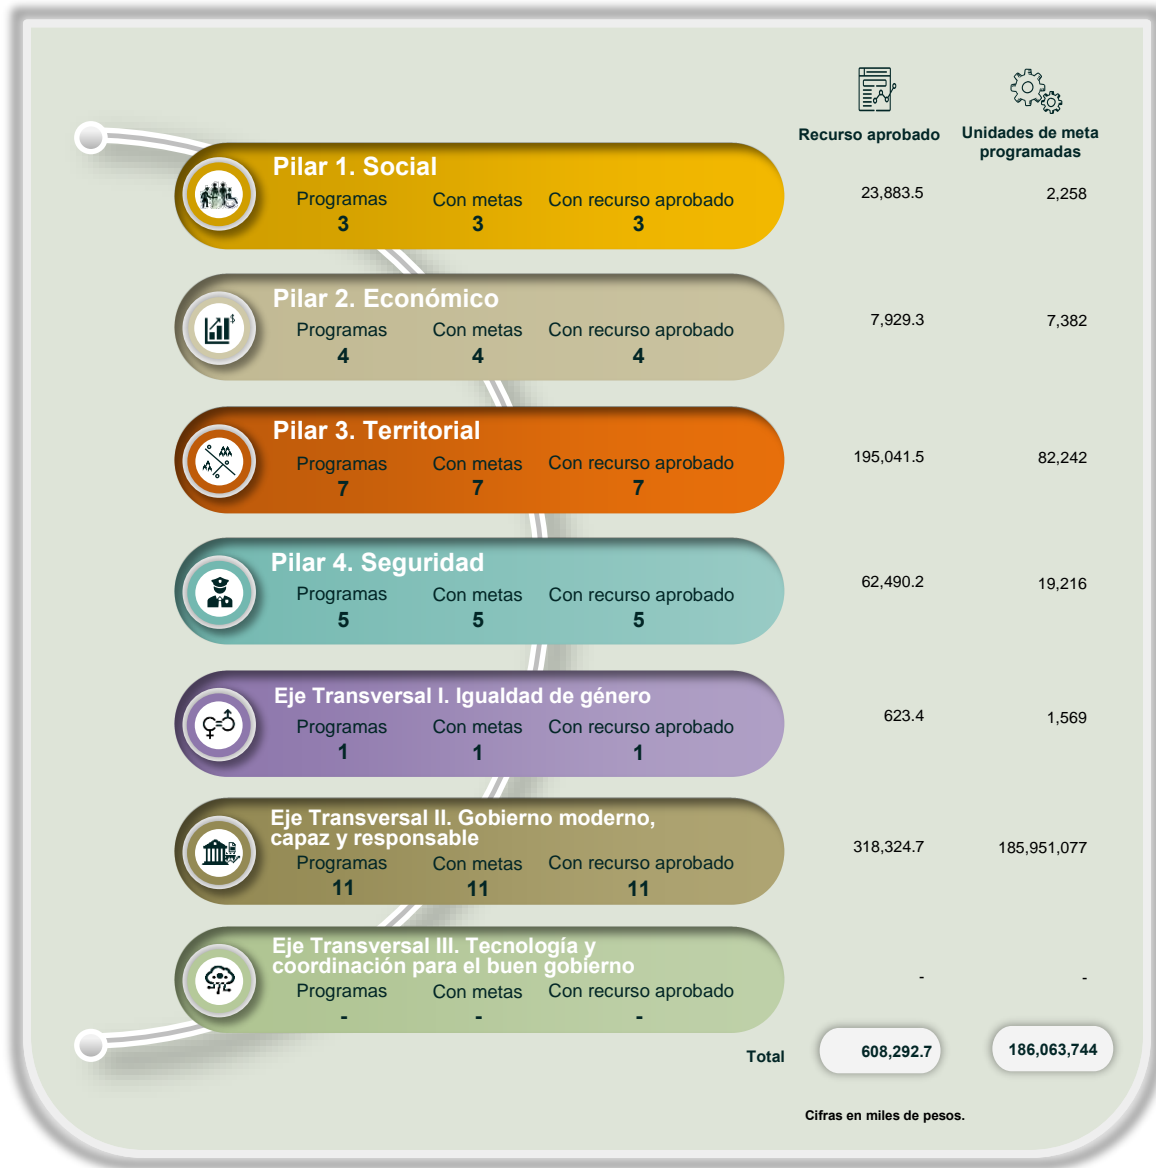 Recurso aprobado
Unidades de meta
programadas
Pilar 1. Social
Programas Con metas Con recurso aprobado
3 3 3
23,883.5 2,258
Pilar 2. Económico
Programas Con metas Con recurso aprobado
4 4 4
7,929.3 7,382
Pilar 3. Territorial
Programas Con metas Con recurso aprobado
7 7 7
195,041.5 82,242
Pilar 4. Seguridad
Programas Con metas Con recurso aprobado
5 5 5
62,490.2 19,216
Eje Transversal I. Igualdad de género
Programas Con metas Con recurso aprobado
1 1 1
623.4 1,569
Eje Transversal II. Gobierno moderno,
capaz y responsable
Programas Con metas Con recurso aprobado
11 11 11
318,324.7 185,951,077
Eje Transversal III. Tecnología y
coordinación para el buen gobierno
Programas Con metas Con recurso aprobado
- - -
- -
Total 608,292.7 186,063,744
Cifras en miles de pesos.